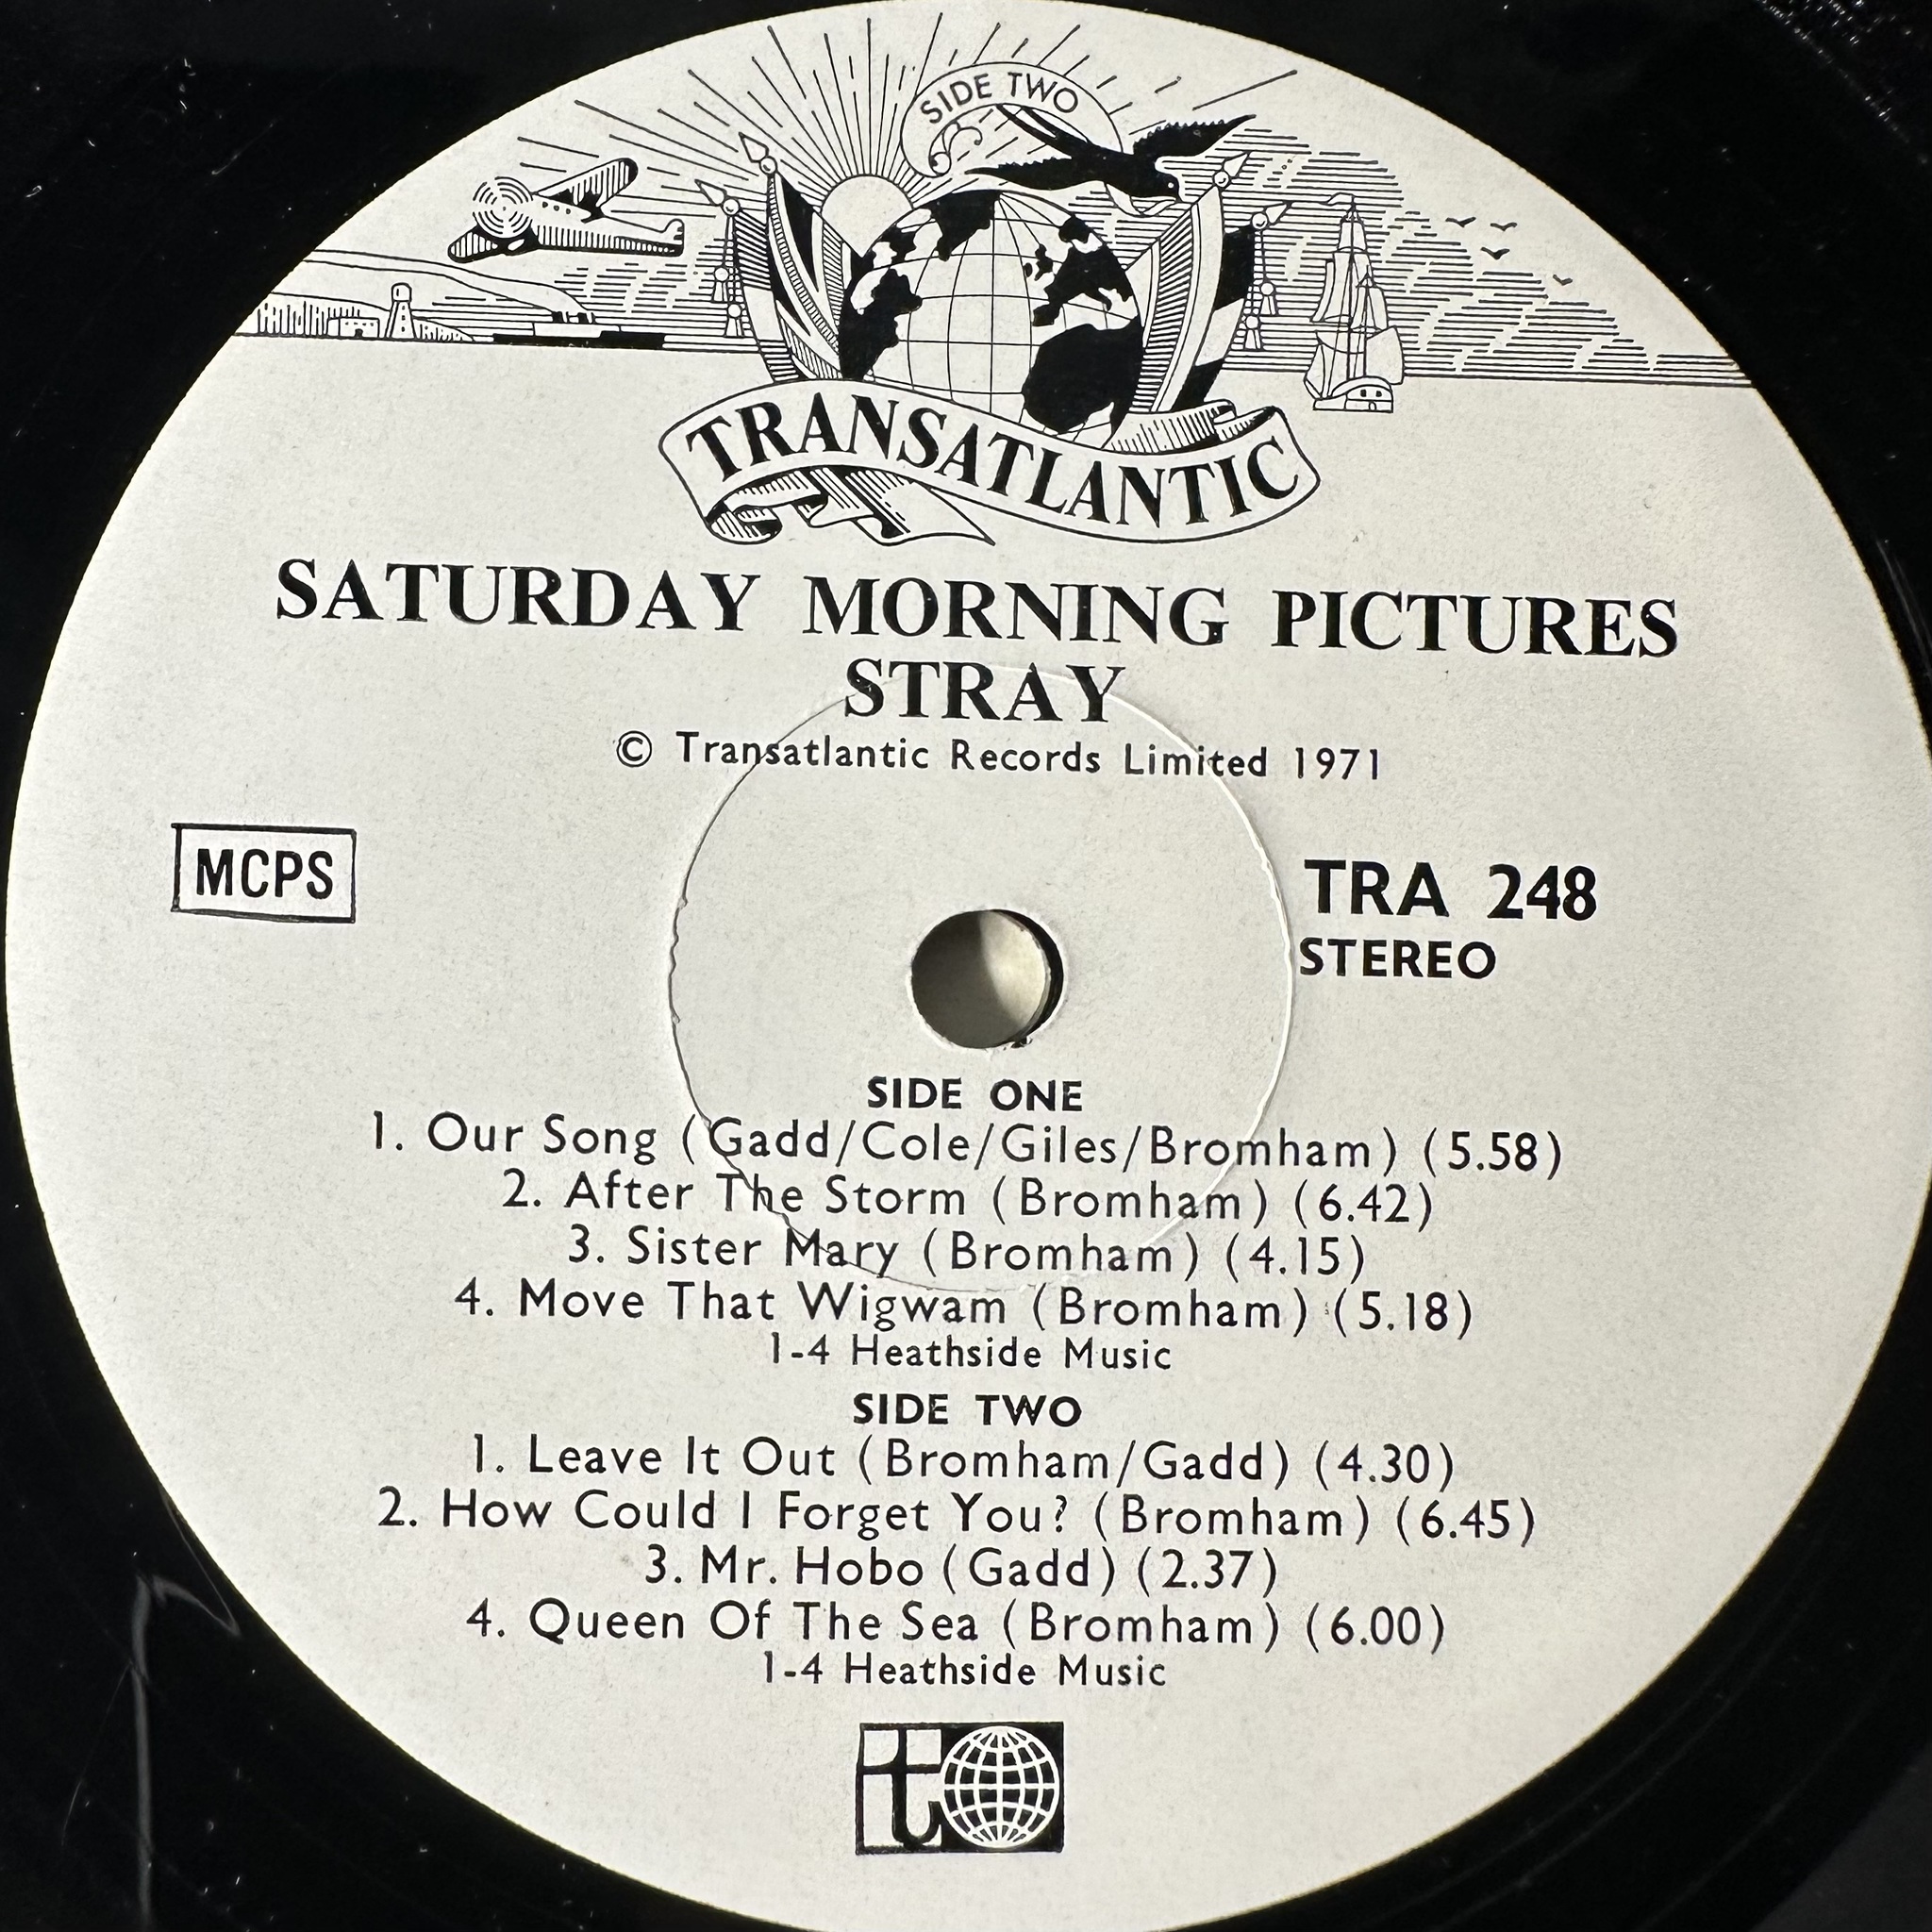 SIDE TWO
TRANSATLANTIC
SATURDAY MORNING PICTURES
STRAY
© Transatlantic Records Limited 1971
MCPS
TRA 248
STEREO
SIDE ONE
1. Our Song (Gadd/Cole/Giles/Bromham) (5.58)
2. After The Storm (Bromham) (6.42)
3. Sister Mary (Bromham) (4.15)
4. Move That Wigwam (Bromham) (5.18)
1-4 Heathside Music
SIDE TWO
1. Leave It Out (Bromham/Gadd) (4.30)
2. How Could I Forget You? (Bromham) (6.45)
3. Mr. Hobo (Gadd) (2.37)
4. Queen Of The Sea (Bromham) (6.00)
1-4 Heathside Music
t